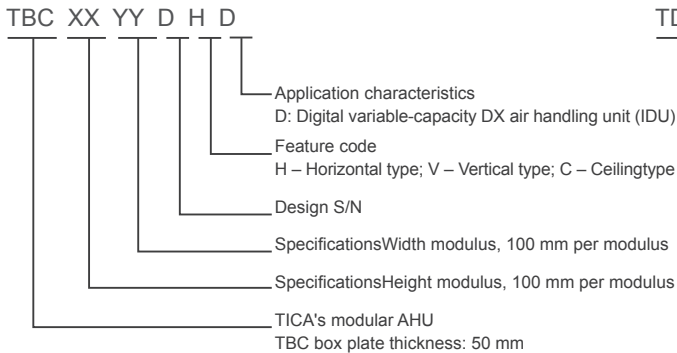 TBC XX YY D H D
TD
Application characteristics
D: Digital variable-capacity DX air handling unit (IDU)
Feature code
H – Horizontal type; V – Vertical type; C – Ceilingtype
Design S/N
SpecificationsWidth modulus, 100 mm per modulus
SpecificationsHeight modulus, 100 mm per modulus
TICA's modular AHU
TBC box plate thickness: 50 mm